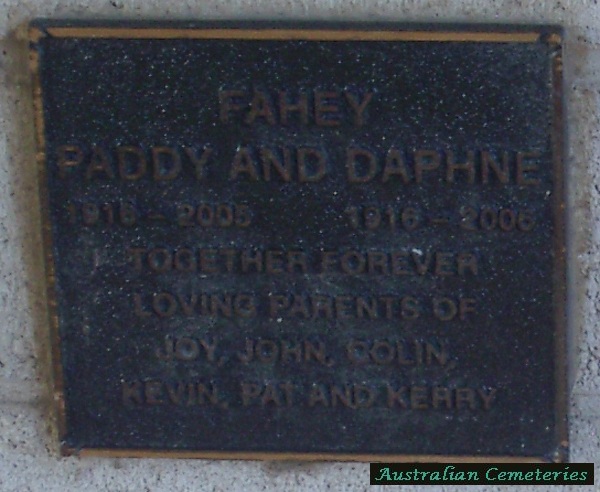 FAHEY
PADDY AND DAPHNE
– 2005 1916 – 2006
TOGETHER FOREVER
LOVING PARENTS OF
JOY, JOHN, COLIN,
KEVIN, PAT AND KERRY
Australian Cemeteries